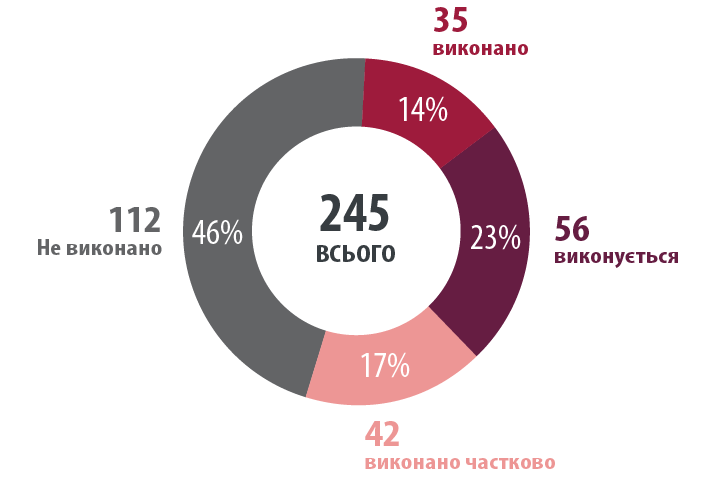 35
виконано
14%
112
Не виконано
46%
245
ВСЬОГО
23%
56
виконується
17%
42
виконано частково